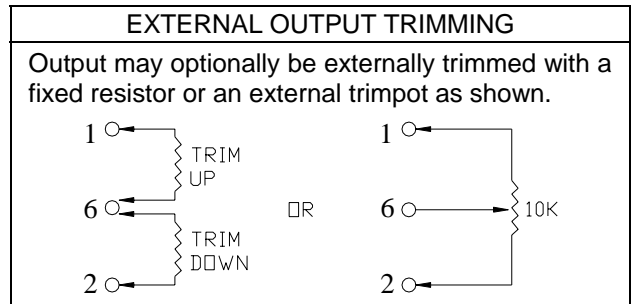 EXTERNAL OUTPUT TRIMMING
Output may optionally be externally trimmed with a
fixed resistor or an external trimpot as shown.
1
TRIM
UP
6
OR
TRIM
DOWN
2
1
6
10K
2